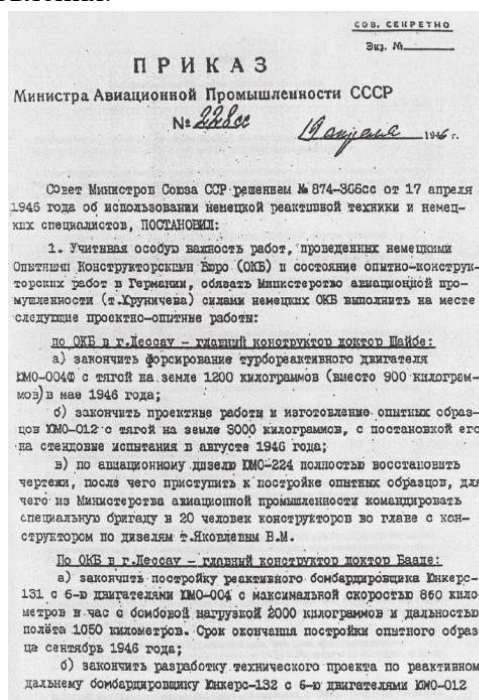 СОВ. СЕКРЕТНО
Экз. №
ПРИКАЗ
Министра Авиационной Промышленности СССР
№ 228сс
19 апреля 1946 г.
Совет Министров Союза ССР решением № 874-366сс от 17 апреля
1946 года об использовании немецкой реактивной техники и немец-
ких специалистов, ПОСТАНОВИЛ:
1. Учитывая особую важность работ, проведенных немецкими
Опытными Конструкторскими Бюро (ОКБ) и состояние опытно-конструк-
торских работ в Германии, обязать Министерство авиационной про-
мышленности (т.Хруничева) силами немецких ОКБ выполнить на месте
следующие проектно-опытные работы:
по ОКБ в г.Дессау – главный конструктор доктор Шайбе:
а) закончить форсирование турбореактивного двигателя
ЮМО-004Ф с тягой на земле 1200 килограммов (вместо 900 килограм-
мов) в мае 1946 года;
б) закончить проектные работы и изготовление опытных образ-
цов ЮМО-012 с тягой на земле 3000 килограммов, с постановкой его
на стендовые испытания в августе 1946 года;
в) по авиационному дизелю ЮМО-224 полностью восстановить
чертежи, после чего приступить к постройке опытных образцов, для
чего из Министерства авиационной промышленности командировать
специальную бригаду в 20 человек конструкторов во главе с кон-
структором по дизелям т.Яковлевым В.М.
По ОКБ в г.Дессау – главный конструктор доктор Бааде:
а) закончить постройку реактивного бомбардировщика Юнкерс-
131 с 6-ю двигателями ЮМО-004 с максимальной скоростью 860 кило-
метров в час с бомбовой нагрузкой 2000 килограммов и дальностью
полёта 1050 километров. Срок окончания постройки опытного образ-
ца сентябрь 1946 года;
б) закончить разработку технического проекта по реактивном
дальнему бомбардировщику Юнкерс-132 с 6-ю двигателями ЮМО-012